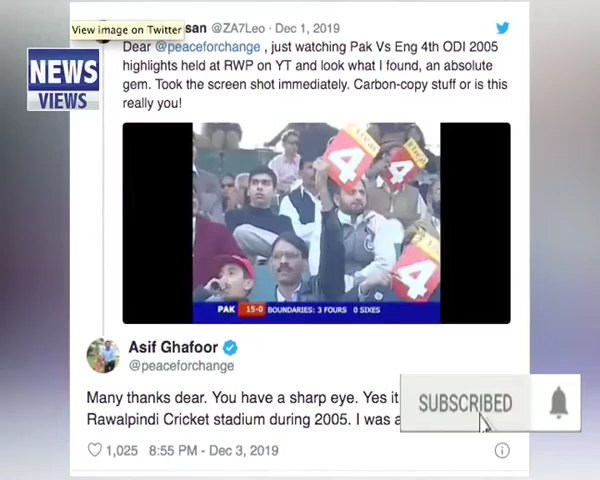 View image on Twitter
san @ZA7Leo · Dec 1, 2019
NEWS
VIEWS
Dear @peaceforchange , just watching Pak Vs Eng 4th ODI 2005
highlights held at RWP on YT and look what I found, an absolute
gem. Took the screen shot immediately. Carbon-copy stuff or is this
really you!
4
4
4
PAK 15-0 BOUNDARIES: 3 FOURS 0 SIXES
Asif Ghafoor
@peaceforchange
Many thanks dear. You have a sharp eye. Yes it
Rawalpindi Cricket stadium during 2005. I was a
SUBSCRIBED
1,025 8:55 PM - Dec 3, 2019